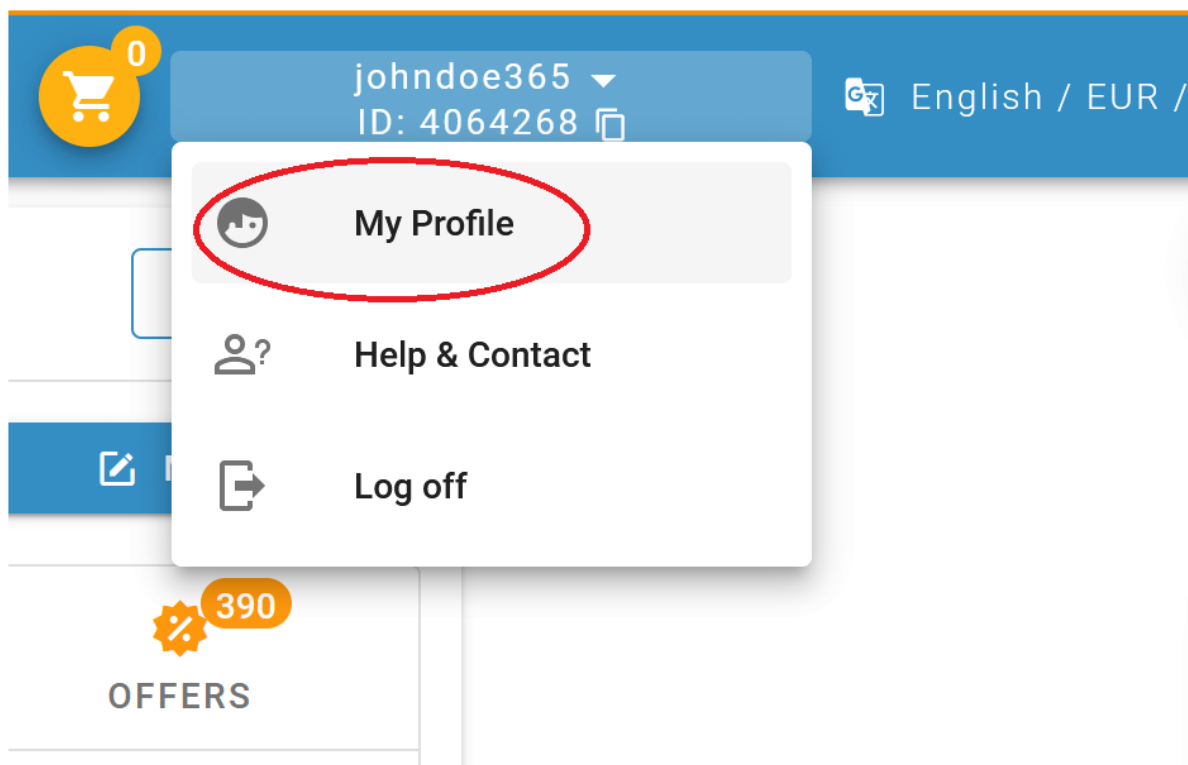 0
johndoe365
ID: 4064268
English / EUR /
My Profile
Help & Contact
Log off
390
OFFERS